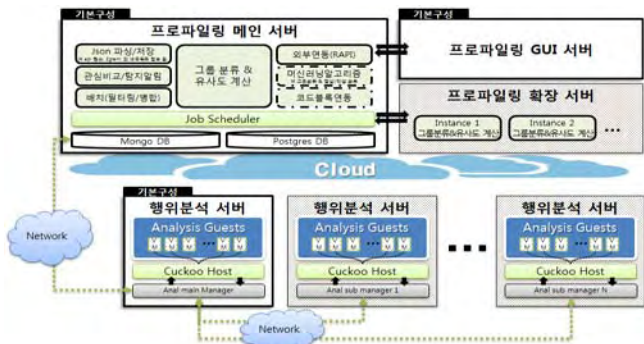 기본구성
프로파일링 메인 서버
Json 파싱/저장
관심비교/탐지알림
배치(필터링/병합)
그룹 분류 &
유사도 계산
외부연동(RAPI)
머신러닝알고리즘
코드블록연동
Job Scheduler
Mongo DB
Postgres DB
기본구성
프로파일링 GUI 서버
프로파일링 확장 서버
Instance 1
그룹분류&유사도 계산
Instance 2
그룹분류&유사도 계산
...
Cloud
Network
기본구성
행위분석 서버
Analysis Guests
Cuckoo Host
Anal main Manager
행위분석 서버
Analysis Guests
Cuckoo Host
Anal sub manager 1
행위분석 서버
Analysis Guests
Cuckoo Host
Anal sub manager N
Network